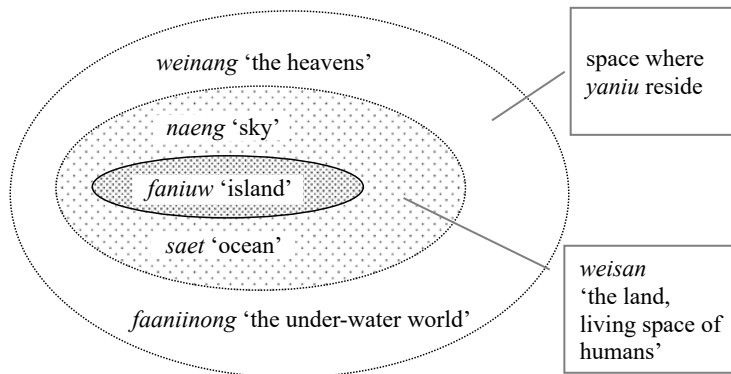 weinang ‘the heavens’
naeng ‘sky’
faniuw ‘island’
saet ‘ocean’
faaniinong ‘the under-water world’
space where
yaniu reside
weisan
‘the land,
living space of
humans’